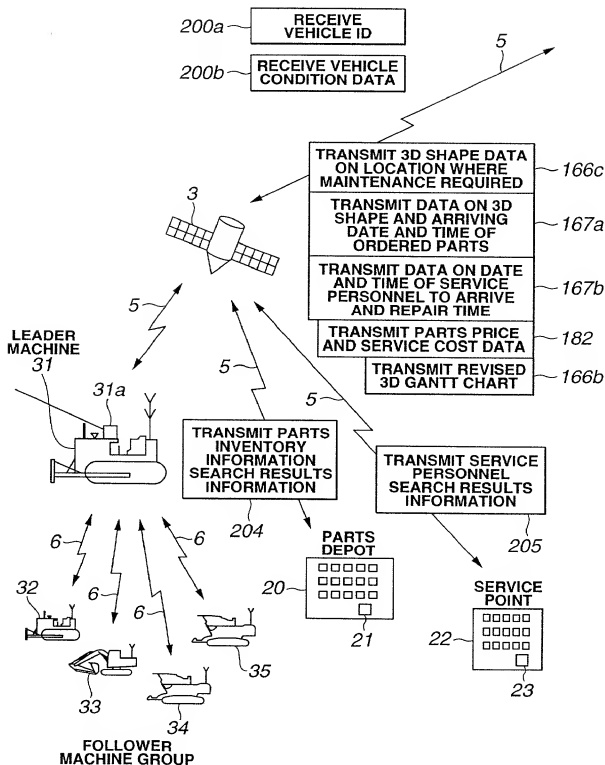 200a
RECEIVE
VEHICLE ID
200b
RECEIVE VEHICLE
CONDITION DATA
5
TRANSMIT 3D SHAPE DATA
ON LOCATION WHERE
MAINTENANCE REQUIRED
166c
TRANSMIT DATA ON 3D
SHAPE AND ARRIVING
DATE AND TIME OF
ORDERED PARTS
167a
TRANSMIT DATA ON DATE
AND TIME OF SERVICE
PERSONNEL TO ARRIVE
AND REPAIR TIME
167b
TRANSMIT PARTS PRICE
AND SERVICE COST DATA
182
TRANSMIT REVISED
3D GANTT CHART
166b
3
5
5
5
LEADER
MACHINE
31
31a
TRANSMIT PARTS
INVENTORY
INFORMATION
SEARCH RESULTS
INFORMATION
204
TRANSMIT SERVICE
PERSONNEL
SEARCH RESULTS
INFORMATION
205
6
6
6
6
PARTS
DEPOT
20
21
SERVICE
POINT
22
23
32
33
34
35
FOLLOWER
MACHINE GROUP